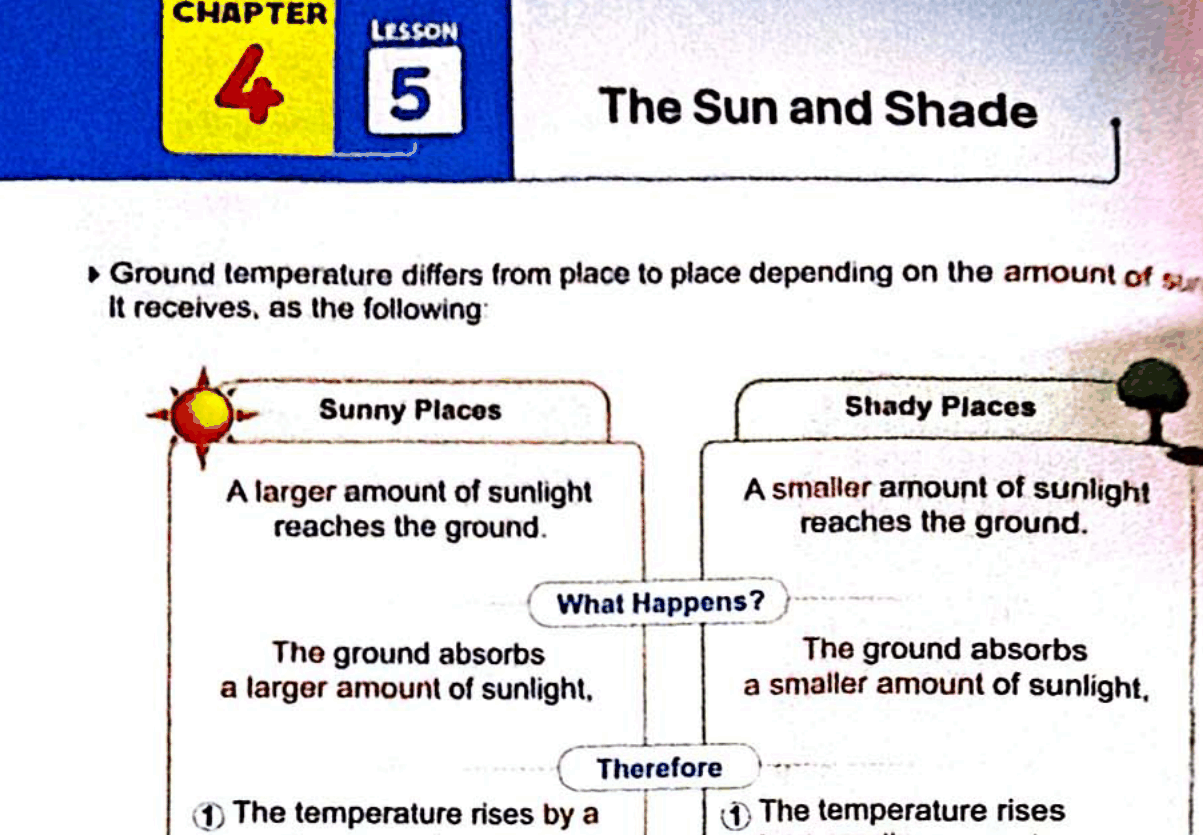 CHAPTER
4
LESSON
5
The Sun and Shade
Ground temperature differs from place to place depending on the amount of
It receives, as the following:
Sunny Places
A larger amount of sunlight
reaches the ground.
Shady Places
A smaller amount of sunlight
reaches the ground.
What Happens?
The ground absorbs
a larger amount of sunlight,
The ground absorbs
a smaller amount of sunlight,
Therefore
① The temperature rises by a
① The temperature rises